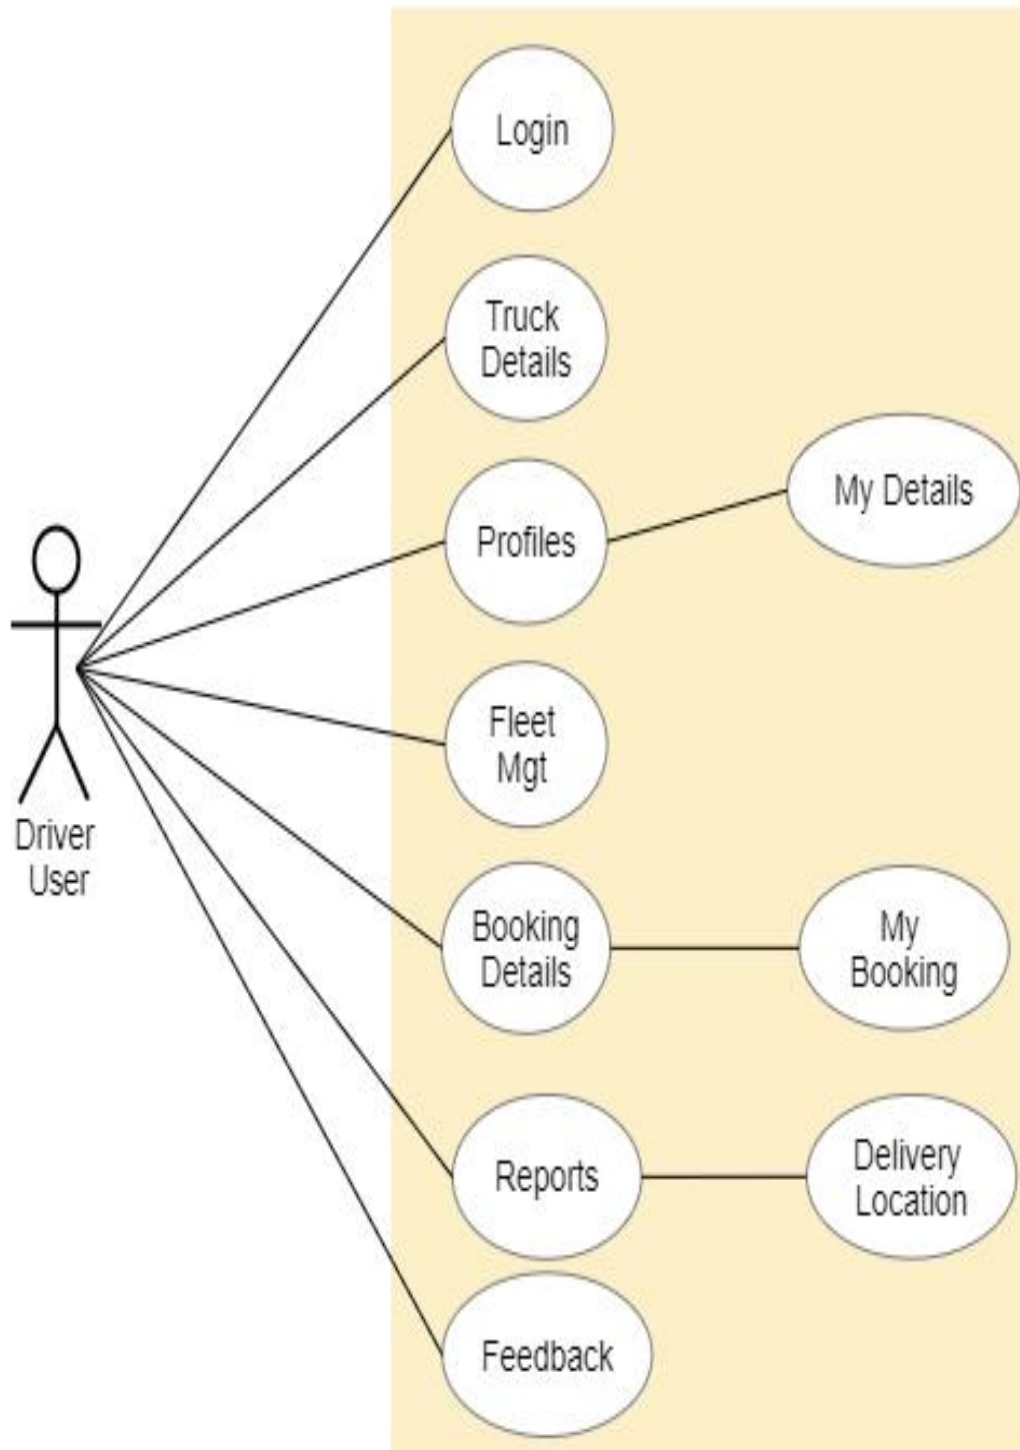 Login
Truck
Details
Profiles
My Details
Fleet
Mgt
Driver
User
Booking
Details
My
Booking
Reports
Delivery
Location
Feedback